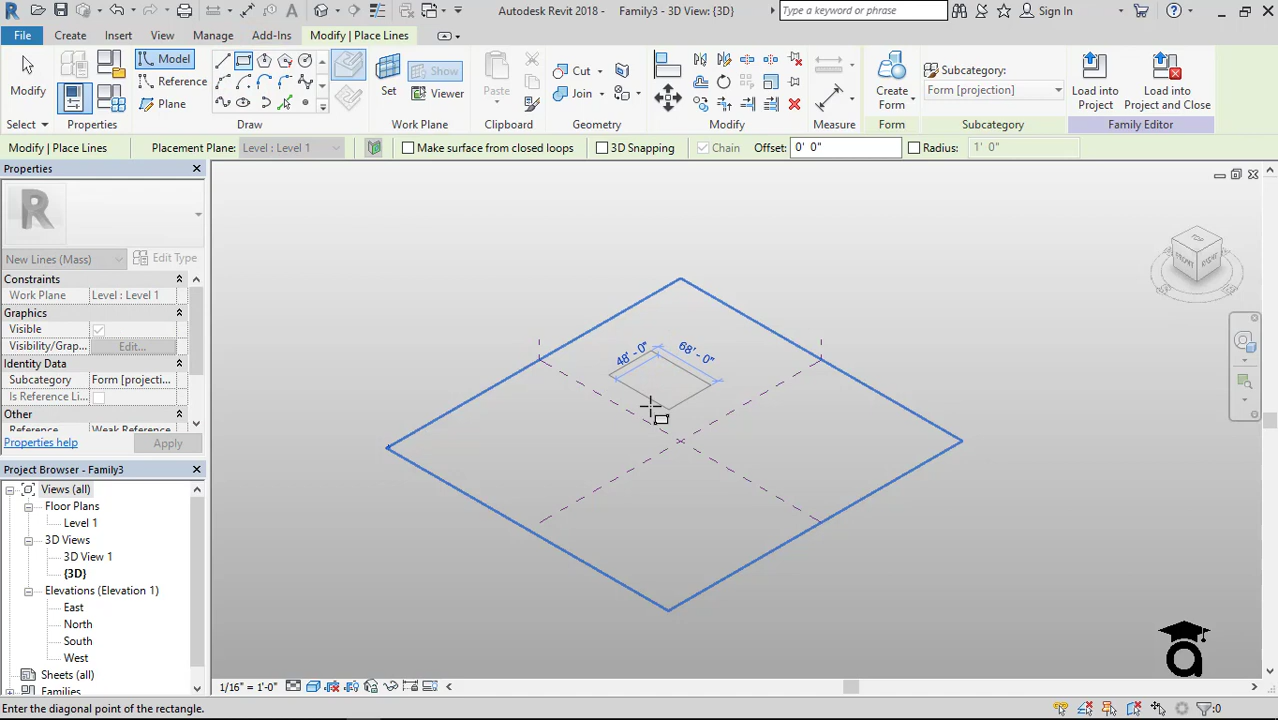 R Autodesk Revit 2018 - Family3 - 3D View: {3D} Type a keyword or phrase Sign In ?
File Create Insert View Manage Add-Ins Modify | Place Lines
Modify
Select
Properties
Model
Reference
Plane
Draw
Set
Show
Viewer
Work Plane
Paste
Clipboard
Cut
Join
Geometry
Modify
Measure
Create
Form
Form
Subcategory:
Form [projection]
Subcategory
Load into
Project
Load into
Project and Close
Family Editor
Modify | Place Lines Placement Plane: Level : Level 1 Make surface from closed loops 3D Snapping Chain Offset: 0' 0" Radius: 1' 0"
Properties
R
New Lines (Mass) Edit Type
Constraints
Work Plane Level : Level 1
Graphics
Visible
Visibility/Grap... Edit...
Identity Data
Subcategory Form [projecti...
Is Reference Li...
Other
Reference Weak Reference
Properties help Apply
Project Browser - Family3
Views (all)
Floor Plans
Level 1
3D Views
3D View 1
{3D}
Elevations (Elevation 1)
East
North
South
West
Sheets (all)
Families
48' - 0" 68' - 0"
TOP
FRONT RIGHT
a
1/16" = 1'-0"
Enter the diagonal point of the rectangle. :0